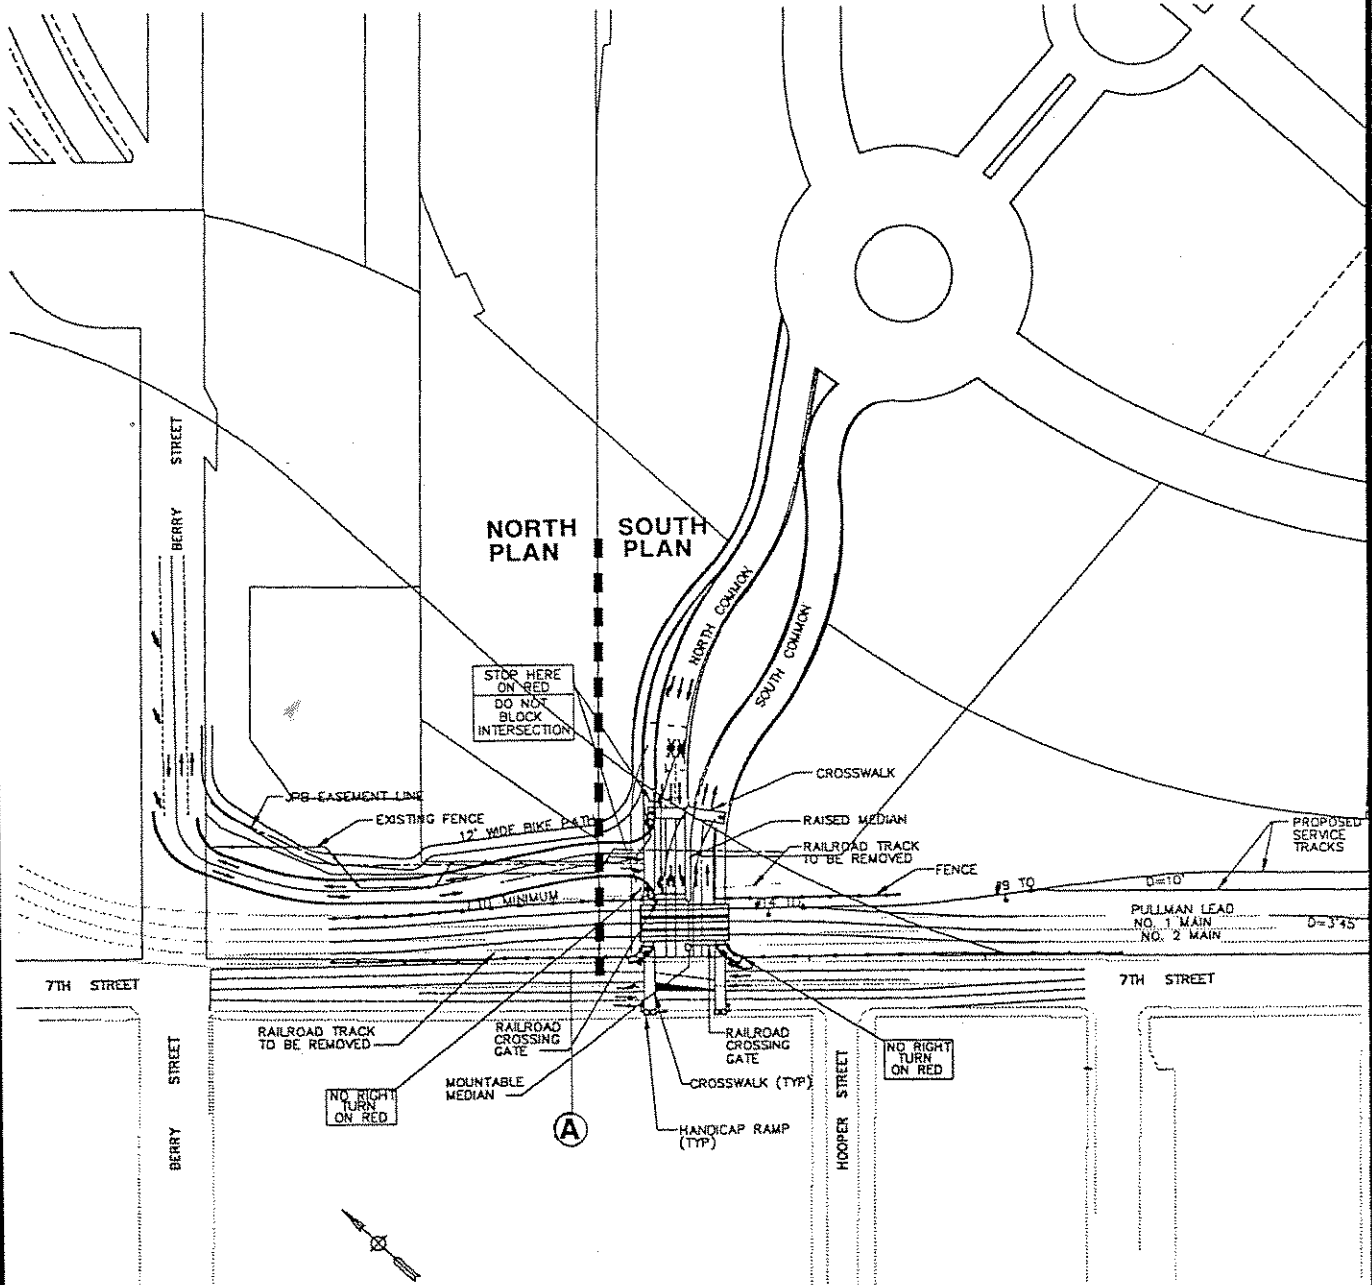 BERRY STREET
NORTH
PLAN
SOUTH
PLAN
NORTH COMMON
SOUTH COMMON
STOP HERE
ON RED
DO NOT
BLOCK
INTERSECTION
CROSSWALK
JPB EASEMENT LINE
EXISTING FENCE
12' WIDE BIKE PATH
RAISED MEDIAN
RAILROAD TRACK
TO BE REMOVED
PROPOSED
SERVICE
TRACKS
FENCE
#9 TO
D=10°
MINIMUM
PULLMAN LEAD
NO. 1 MAIN
NO. 2 MAIN
D=3°45'
7TH STREET
7TH STREET
RAILROAD TRACK
TO BE REMOVED
RAILROAD
CROSSING
GATE
RAILROAD
CROSSING
GATE
NO RIGHT
TURN
ON RED
MOUNTABLE
MEDIAN
CROSSWALK (TYP)
NO RIGHT
TURN
ON RED
A
HANDICAP RAMP
(TYP)
BERRY STREET
HOOPER STREET